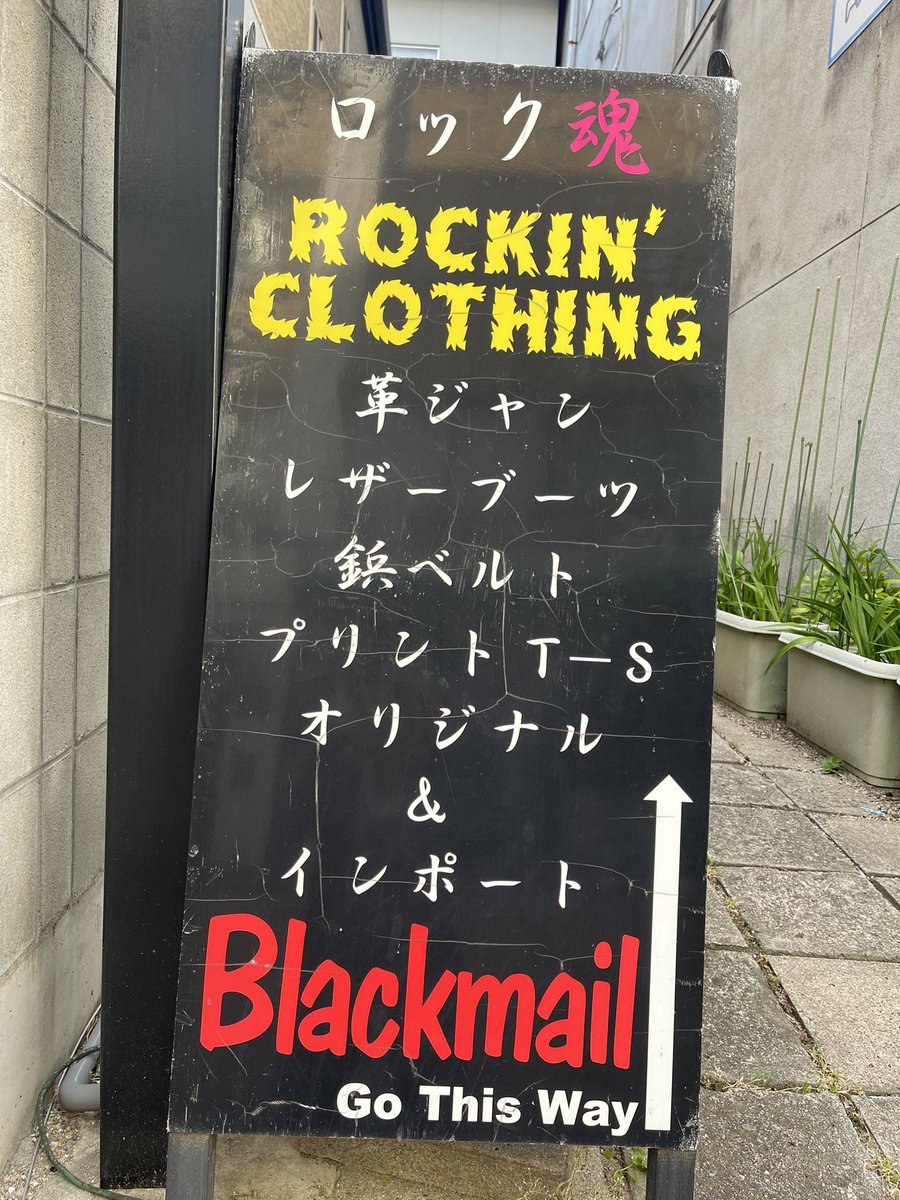 ロック魂
ROCKIN'
CLOTHING
革ジャン
レザーブーツ
鋲ベルト
プリントT-S
オリジナル
&
インポート
Blackmail
Go This Way